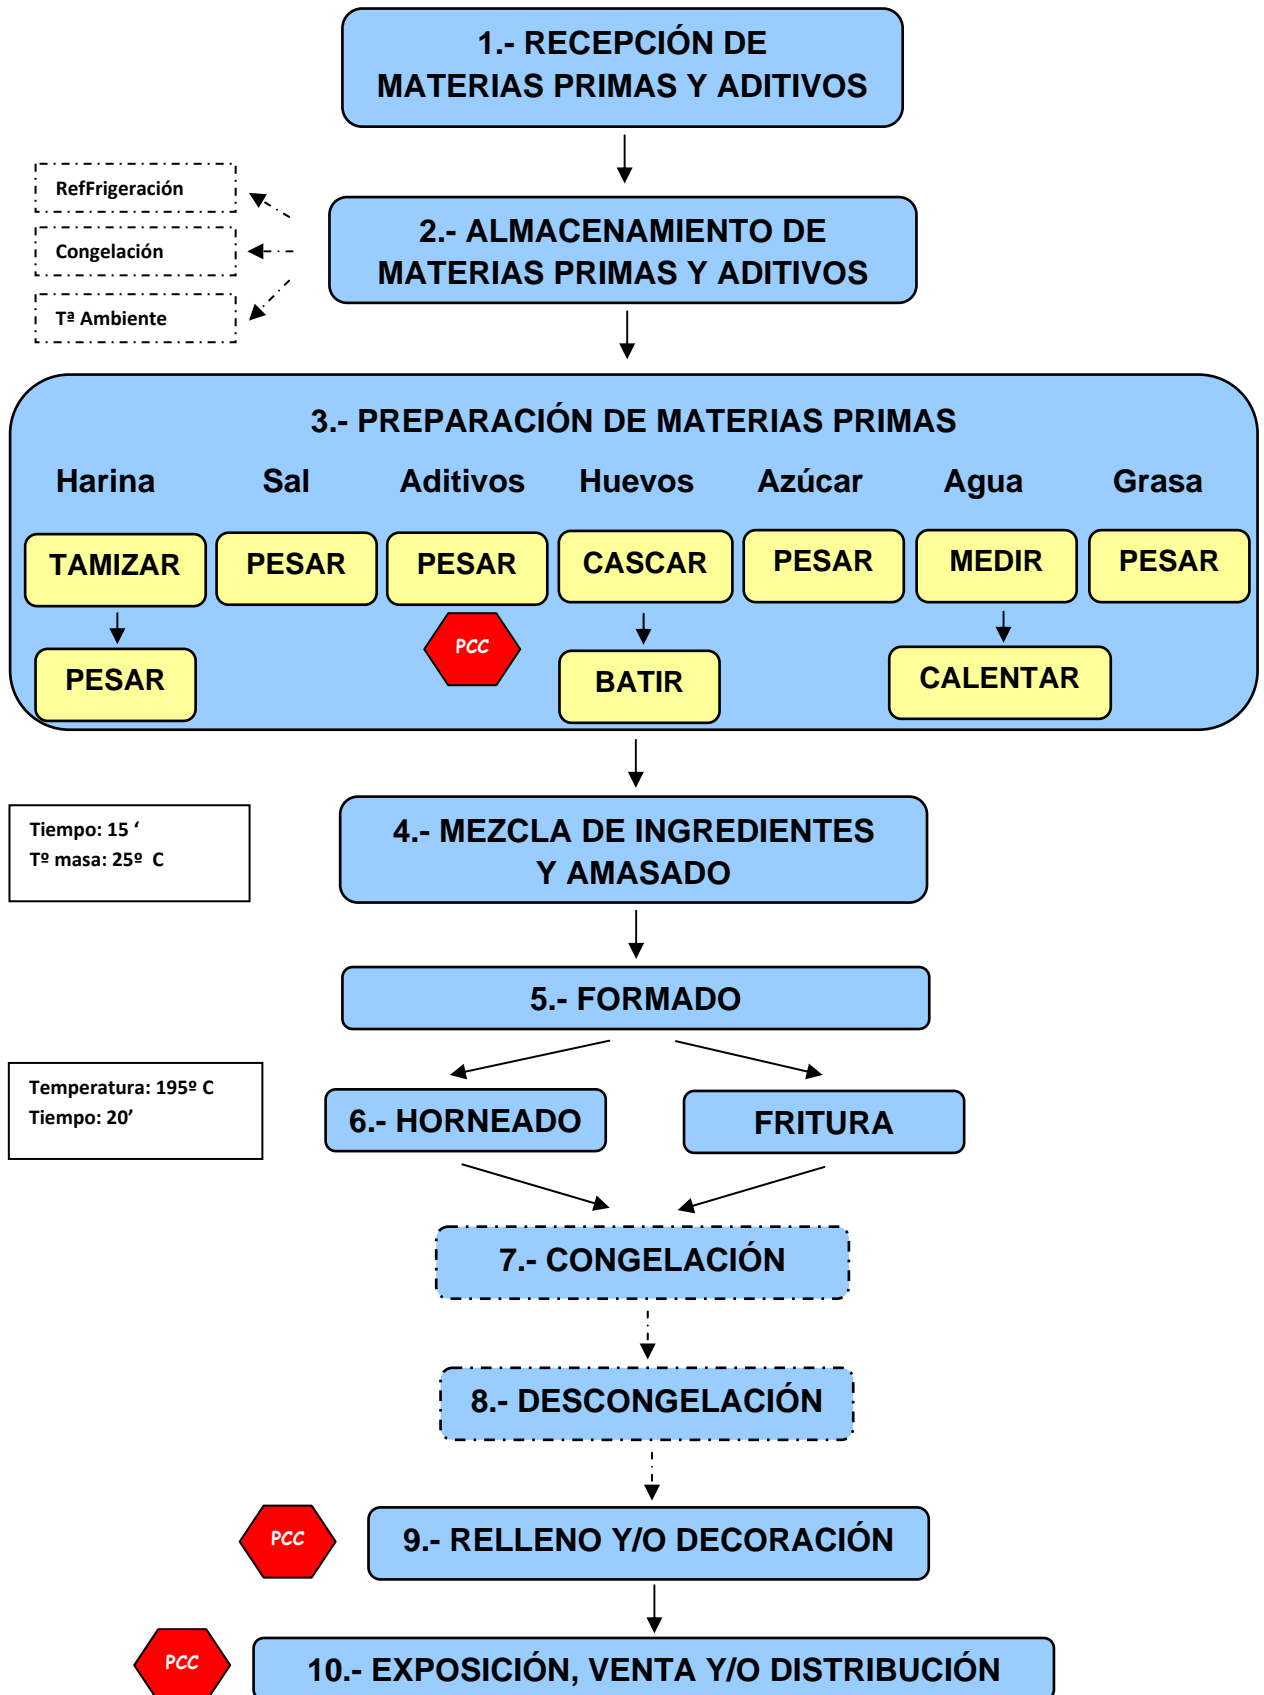 1.- RECEPCIÓN DE
MATERIAS PRIMAS Y ADITIVOS
RefFrigeración
Congelación
Tª Ambiente
2.- ALMACENAMIENTO DE
MATERIAS PRIMAS Y ADITIVOS
3.- PREPARACIÓN DE MATERIAS PRIMAS
Harina Sal Aditivos Huevos Azúcar Agua Grasa
TAMIZAR PESAR PESAR CASCAR PESAR MEDIR PESAR
PCC
PESAR BATIR CALENTAR
Tiempo: 15 ‘
Tº masa: 25º C
4.- MEZCLA DE INGREDIENTES
Y AMASADO
5.- FORMADO
Temperatura: 195º C
Tiempo: 20’
6.- HORNEADO FRITURA
7.- CONGELACIÓN
8.- DESCONGELACIÓN
PCC
9.- RELLENO Y/O DECORACIÓN
PCC
10.- EXPOSICIÓN, VENTA Y/O DISTRIBUCIÓN